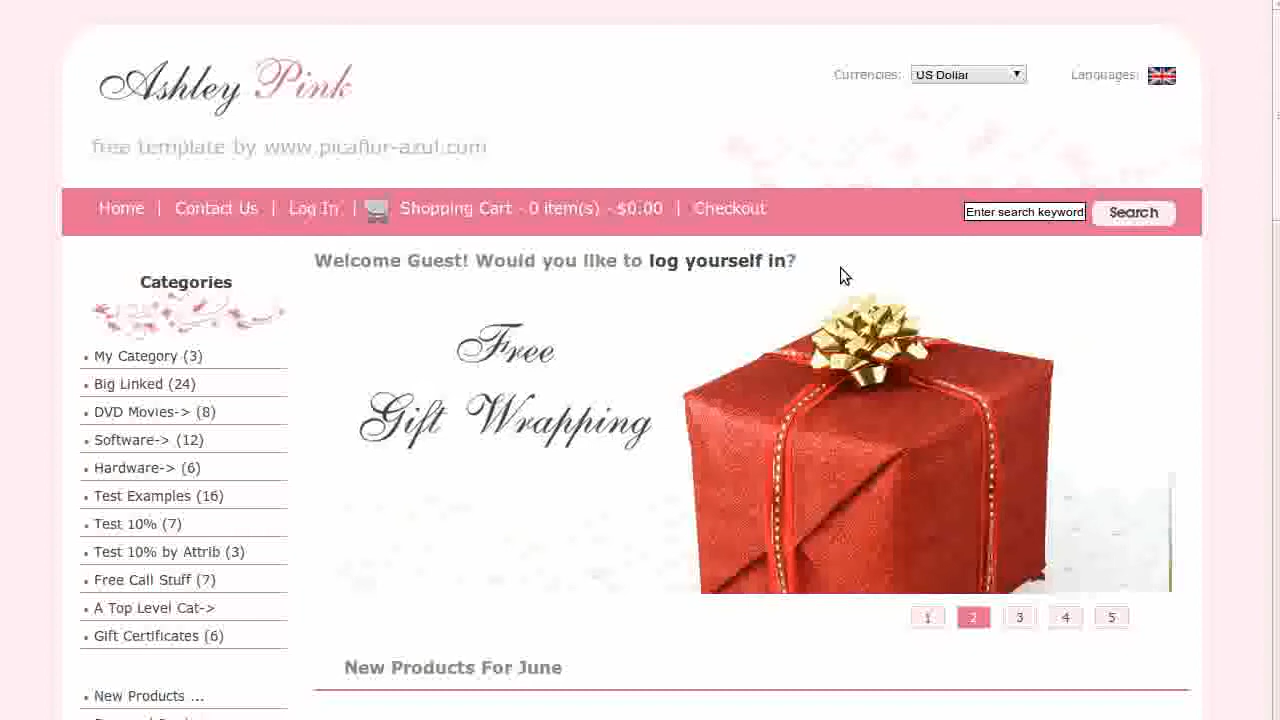 Ashley Pink
Currencies: US Dollar Languages:
free template by www.picaflor-azul.com
Home | Contact Us | Log In | Shopping Cart - 0 item(s) - $0.00 | Checkout
Enter search keyword Search
Welcome Guest! Would you like to log yourself in?
Categories
My Category (3)
Big Linked (24)
DVD Movies-> (8)
Software-> (12)
Hardware-> (6)
Test Examples (16)
Test 10% (7)
Test 10% by Attrib (3)
Free Call Stuff (7)
A Top Level Cat->
Gift Certificates (6)
New Products ...
Free
Gift Wrapping
1 2 3 4 5
New Products For June